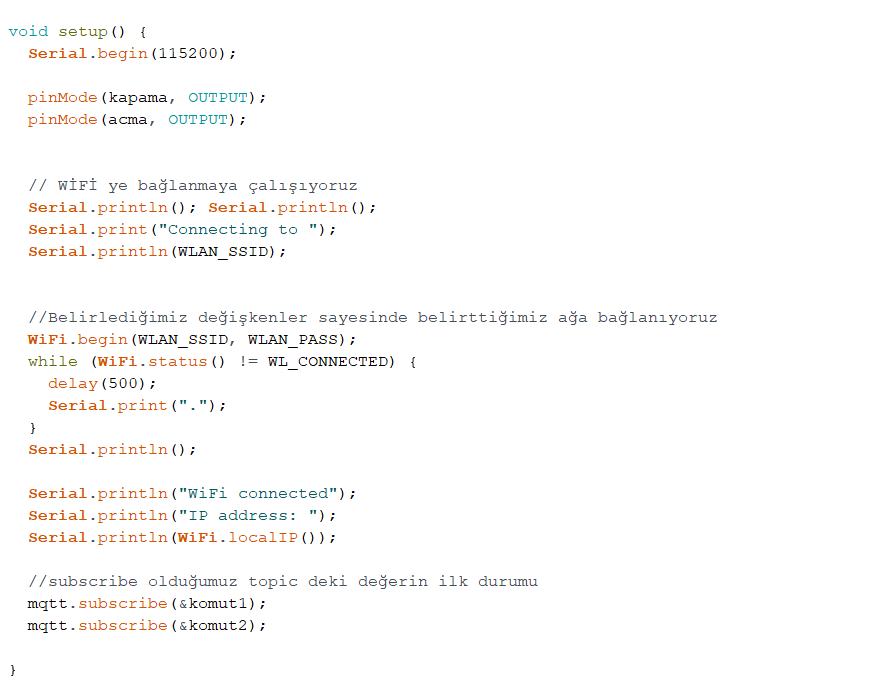 void setup() {
  Serial.begin(115200);
  pinMode(kapama, OUTPUT);
  pinMode(acma, OUTPUT);
  // WİFİ ye bağlanmaya çalışıyoruz
  Serial.println(); Serial.println();
  Serial.print("Connecting to ");
  Serial.println(WLAN_SSID);
  //Belirlediğimiz değişkenler sayesinde belirttiğimiz ağa bağlanıyoruz
  WiFi.begin(WLAN_SSID, WLAN_PASS);
  while (WiFi.status() != WL_CONNECTED) {
    delay(500);
    Serial.print(".");
  }
  Serial.println();
  Serial.println("WiFi connected");
  Serial.println("IP address: ");
  Serial.println(WiFi.localIP());
  //subscribe olduğumuz topic deki değerin ilk durumu
  mqtt.subscribe(&komut1);
  mqtt.subscribe(&komut2);
}